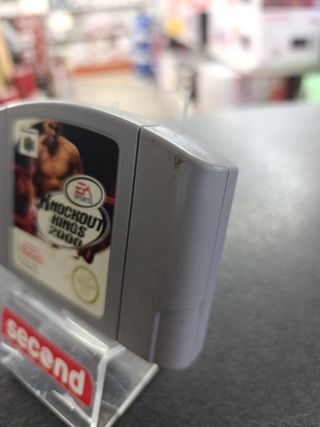 EA
SPORTS
KNOCKOUT
KINGS
2000
second